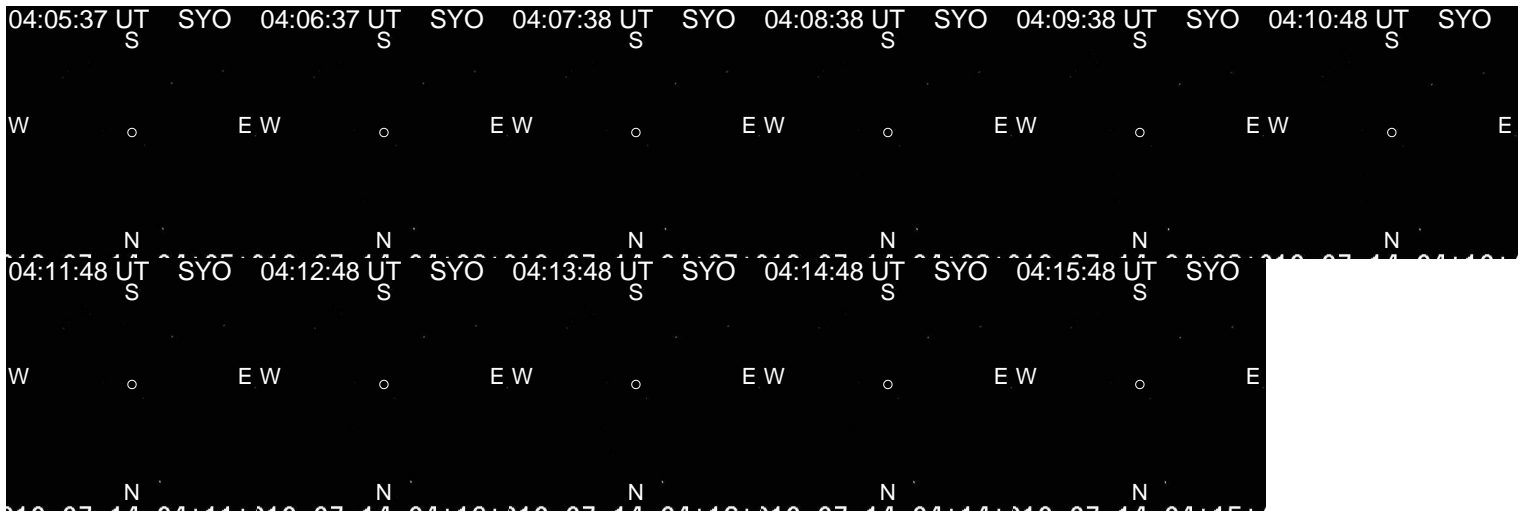 04:05:37 UT SYO 04:06:37 UT SYO 04:07:38 UT SYO 04:08:38 UT SYO 04:09:38 UT SYO 04:10:48 UT SYO
S S S S S S
W E W E W E W E W E W E
N N N N N N
04:11:48 UT SYO 04:12:48 UT SYO 04:13:48 UT SYO 04:14:48 UT SYO 04:15:48 UT SYO
S S S S S
W E W E W E W E W E
N N N N N